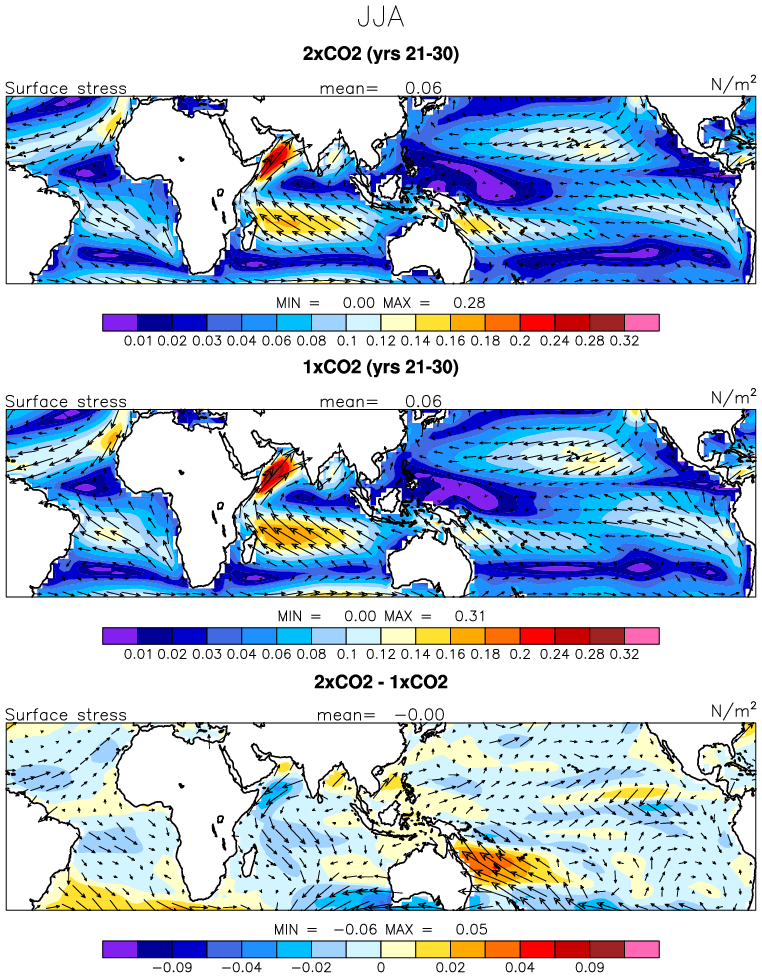 JJA
2xCO2 (yrs 21-30)
Surface stress mean= 0.06 N/m²
MIN = 0.00 MAX = 0.28
0.01 0.02 0.03 0.04 0.06 0.08 0.1 0.12 0.14 0.16 0.18 0.2 0.24 0.28 0.32
1xCO2 (yrs 21-30)
Surface stress mean= 0.06 N/m²
MIN = 0.00 MAX = 0.31
0.01 0.02 0.03 0.04 0.06 0.08 0.1 0.12 0.14 0.16 0.18 0.2 0.24 0.28 0.32
2xCO2 - 1xCO2
Surface stress mean= −0.00 N/m²
MIN = −0.06 MAX = 0.05
−0.09 −0.04 −0.02 0 0.02 0.04 0.09